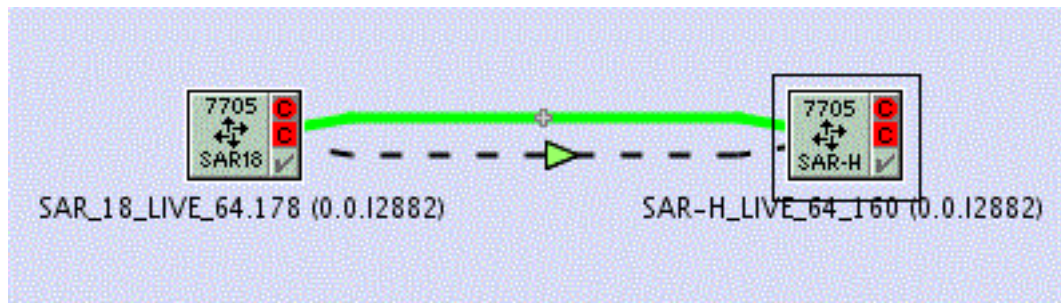 7705
C
C
SAR18
7705
C
C
SAR-H
SAR_18_LIVE_64.178 (0.0.12882)
SAR-H_LIVE_64_160 (0.0.12882)